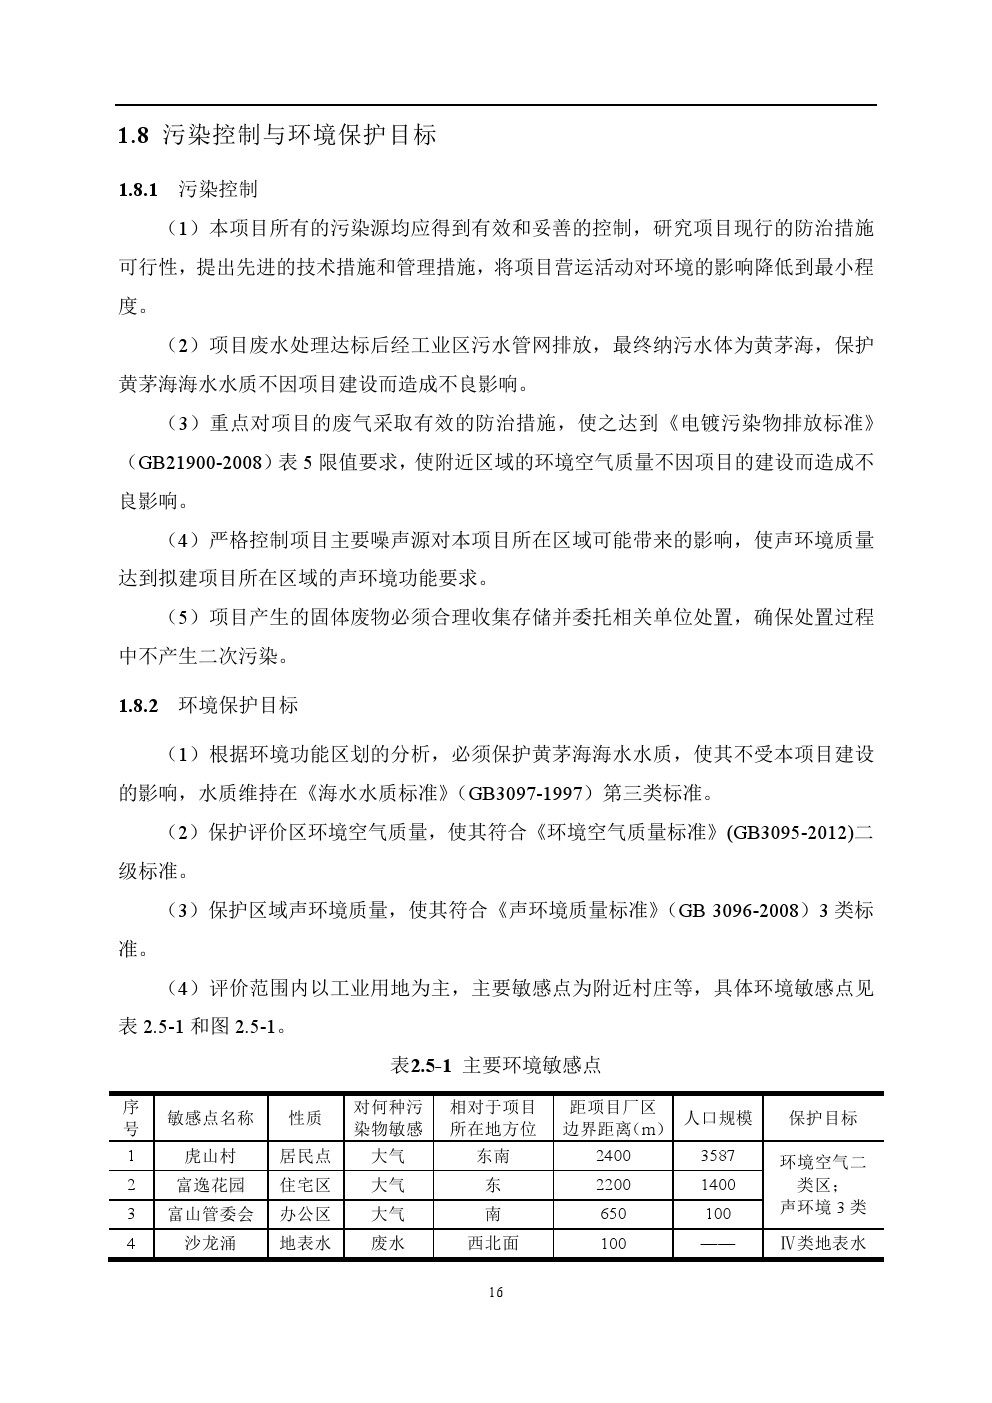 1.8 污染控制与环境保护目标
1.8.1 污染控制
（1）本项目所有的污染源均应得到有效和妥善的控制，研究项目现行的防治措施
可行性，提出先进的技术措施和管理措施，将项目营运活动对环境的影响降低到最小程
度。
（2）项目废水处理达标后经工业区污水管网排放，最终纳污水体为黄茅海，保护
黄茅海海水水质不因项目建设而造成不良影响。
（3）重点对项目的废气采取有效的防治措施，使之达到《电镀污染物排放标准》
（GB21900-2008）表 5 限值要求，使附近区域的环境空气质量不因项目的建设而造成不
良影响。
（4）严格控制项目主要噪声源对本项目所在区域可能带来的影响，使声环境质量
达到拟建项目所在区域的声环境功能要求。
（5）项目产生的固体废物必须合理收集存储并委托相关单位处置，确保处置过程
中不产生二次污染。
1.8.2 环境保护目标
（1）根据环境功能区划的分析，必须保护黄茅海海水水质，使其不受本项目建设
的影响，水质维持在《海水水质标准》（GB3097-1997）第三类标准。
（2）保护评价区环境空气质量，使其符合《环境空气质量标准》(GB3095-2012)二
级标准。
（3）保护区域声环境质量，使其符合《声环境质量标准》（GB 3096-2008）3 类标
准。
（4）评价范围内以工业用地为主，主要敏感点为附近村庄等，具体环境敏感点见
表 2.5-1 和图 2.5-1。
表2.5-1 主要环境敏感点
序号 敏感点名称 性质 对何种污染物敏感 相对于项目所在地方位 距项目厂区边界距离(m) 人口规模 保护目标
1 虎山村 居民点 大气 东南 2400 3587 环境空气二类区；声环境 3 类
2 富逸花园 住宅区 大气 东 2200 1400
3 富山管委会 办公区 大气 南 650 100
4 沙龙涌 地表水 废水 西北面 100 —— Ⅳ类地表水
16